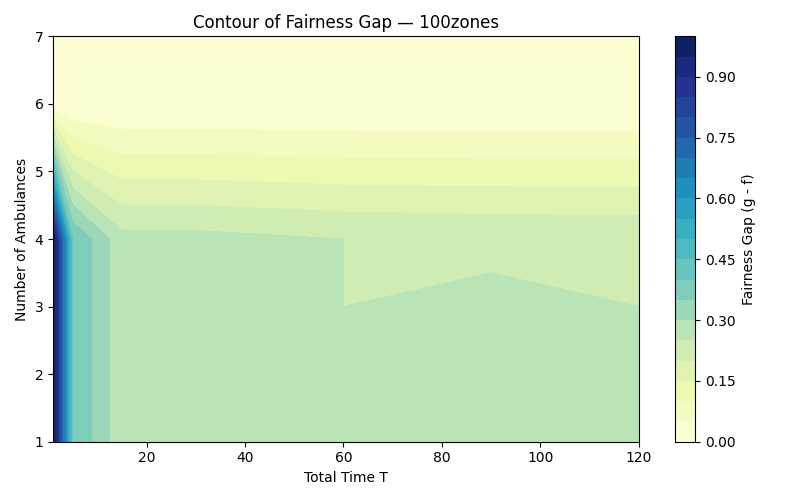 Contour of Fairness Gap — 100zones
Number of Ambulances
7
6
5
4
3
2
1
20 40 60 80 100 120
Total Time T
0.90
0.75
0.60
0.45
0.30
0.15
0.00
Fairness Gap (g - f)